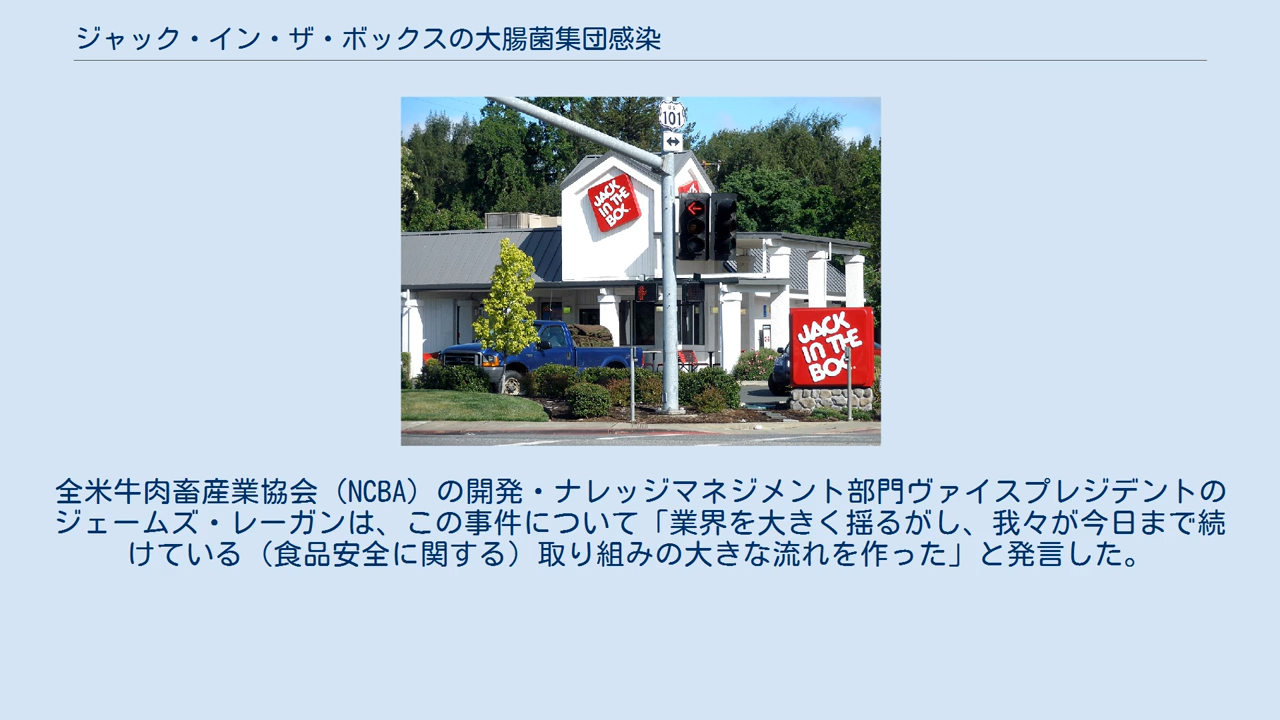 ジャック・イン・ザ・ボックスの大腸菌集団感染
U.S.
101
JACK
IN THE
BOX
JACK
IN THE
BOX
全米牛肉畜産業協会（NCBA）の開発・ナレッジマネジメント部門ヴァイスプレジデントの
ジェームズ・レーガンは、この事件について「業界を大きく揺るがし、我々が今日まで続
けている（食品安全に関する）取り組みの大きな流れを作った」と発言した。